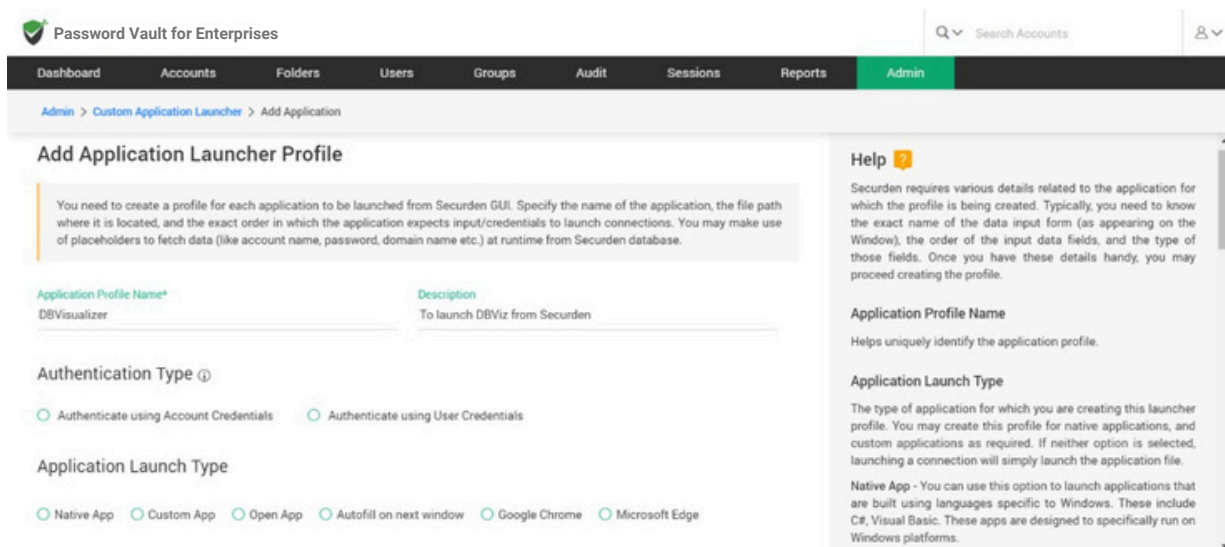 Password Vault for Enterprises
Search Accounts
Dashboard Accounts Folders Users Groups Audit Sessions Reports Admin
Admin > Custom Application Launcher > Add Application
Add Application Launcher Profile
You need to create a profile for each application to be launched from Securden GUI. Specify the name of the application, the file path
where it is located, and the exact order in which the application expects input/credentials to launch connections. You may make use
of placeholders to fetch data (like account name, password, domain name etc.) at runtime from Securden database.
Application Profile Name*
DBVisualizer
Description
To launch DBViz from Securden
Authentication Type
Authenticate using Account Credentials
Authenticate using User Credentials
Application Launch Type
Native App Custom App Open App Autofill on next window Google Chrome Microsoft Edge
Help ?
Securden requires various details related to the application for
which the profile is being created. Typically, you need to know
the exact name of the data input form (as appearing on the
Window), the order of the input data fields, and the type of
those fields. Once you have these details handy, you may
proceed creating the profile.
Application Profile Name
Helps uniquely identify the application profile.
Application Launch Type
The type of application for which you are creating this launcher
profile. You may create this profile for native applications, and
custom applications as required. If neither option is selected,
launching a connection will simply launch the application file.
Native App - You can use this option to launch applications that
are built using languages specific to Windows. These include
C#, Visual Basic. These apps are designed to specifically run on
Windows platforms.